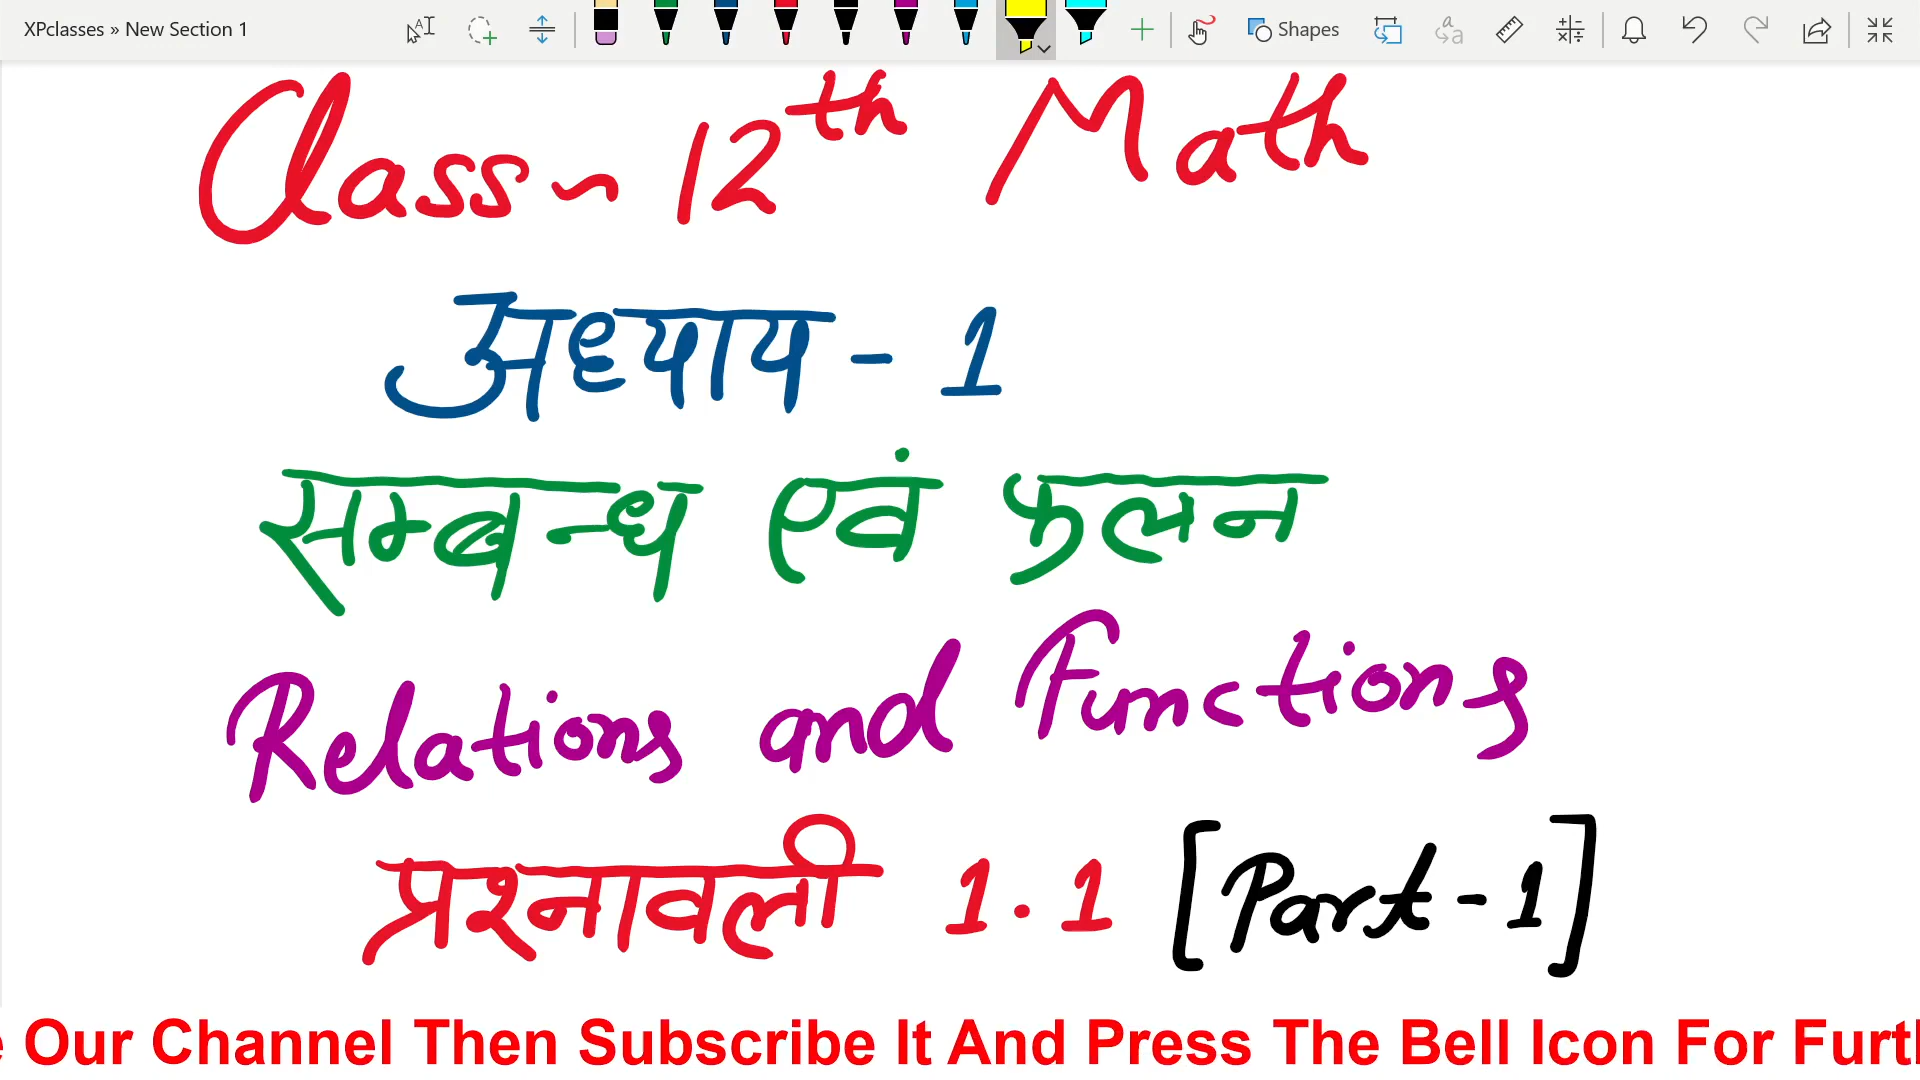 XPclasses » New Section 1
Shapes
Class ~ 12th Math
अध्याय - 1
सम्बन्ध एवं फलन
Relations and Functions
प्रश्नावली 1.1 [Part-1]
Our Channel Then Subscribe It And Press The Bell Icon For